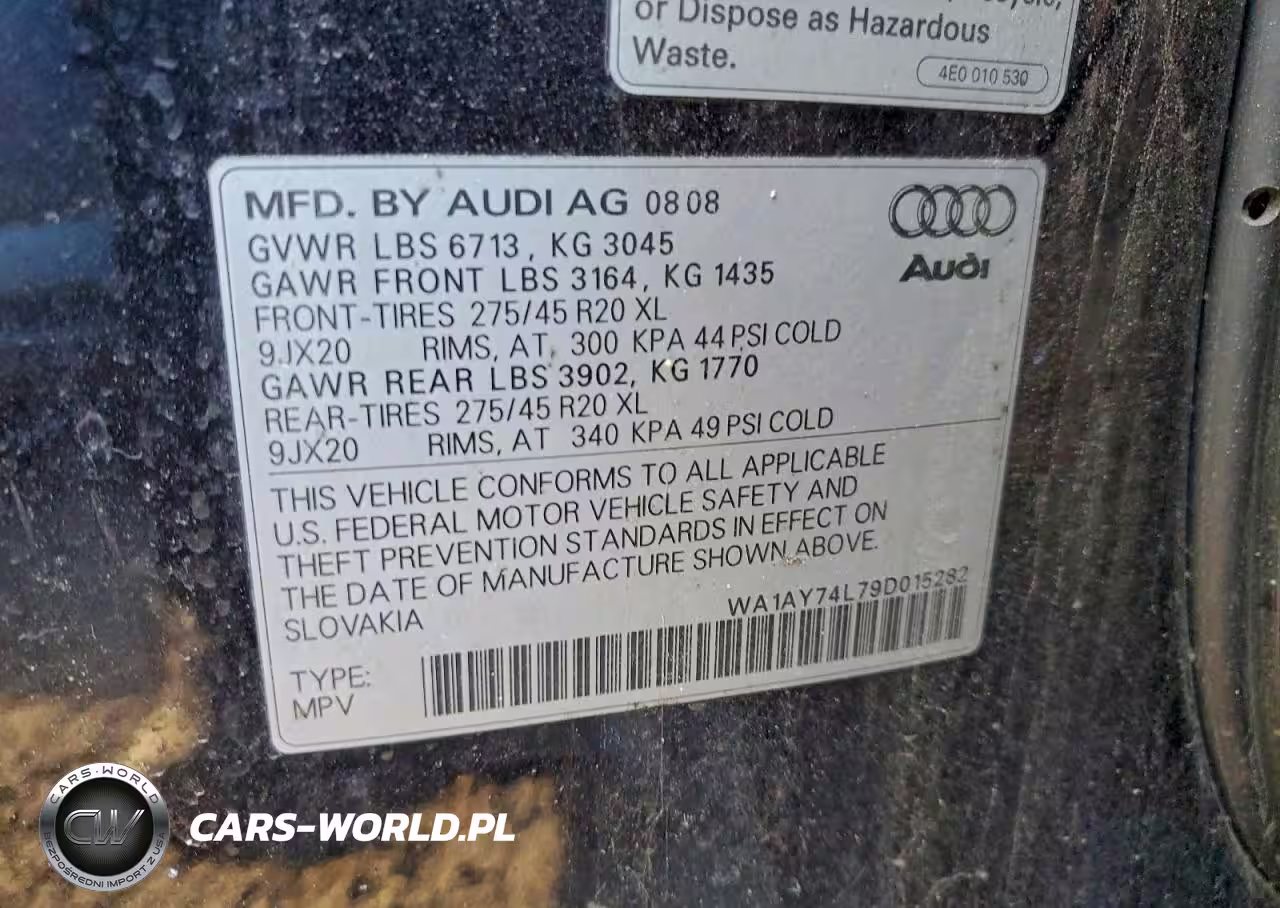 or Dispose as Hazardous
Waste.
4E0 010 530
MFD. BY AUDI AG 08 08
Audi
GVWR LBS 6713, KG 3045
GAWR FRONT LBS 3164, KG 1435
FRONT-TIRES 275/45 R20 XL
9JX20 RIMS, AT 300 KPA 44 PSI COLD
GAWR REAR LBS 3902, KG 1770
REAR-TIRES 275/45 R20 XL
9JX20 RIMS, AT 340 KPA 49 PSI COLD
THIS VEHICLE CONFORMS TO ALL APPLICABLE
U.S. FEDERAL MOTOR VEHICLE SAFETY AND
THEFT PREVENTION STANDARDS IN EFFECT ON
THE DATE OF MANUFACTURE SHOWN ABOVE.
SLOVAKIA
WA1AY74L79D015282
TYPE:
MPV
CARS-WORLD
CW
BEZPOŚREDNI IMPORT Z USA
CARS-WORLD.PL